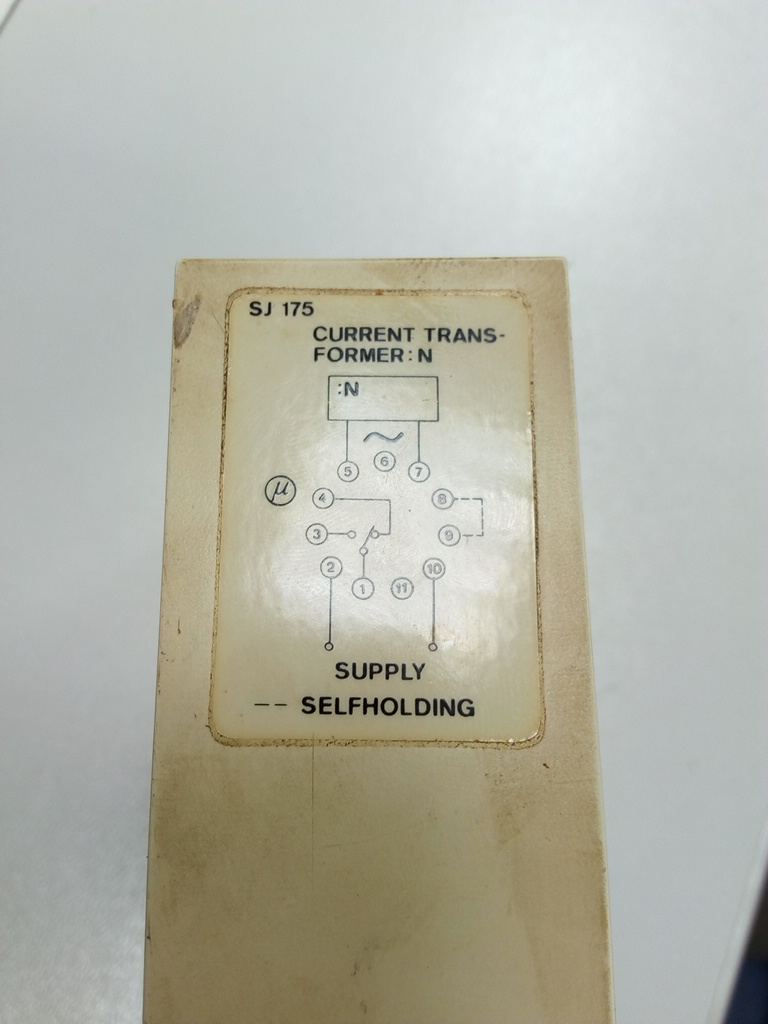 SJ 175
CURRENT TRANS-
FORMER:N
:N
5 6 7
μ 4 8
3 9
2 10
1 11
SUPPLY
-- SELFHOLDING